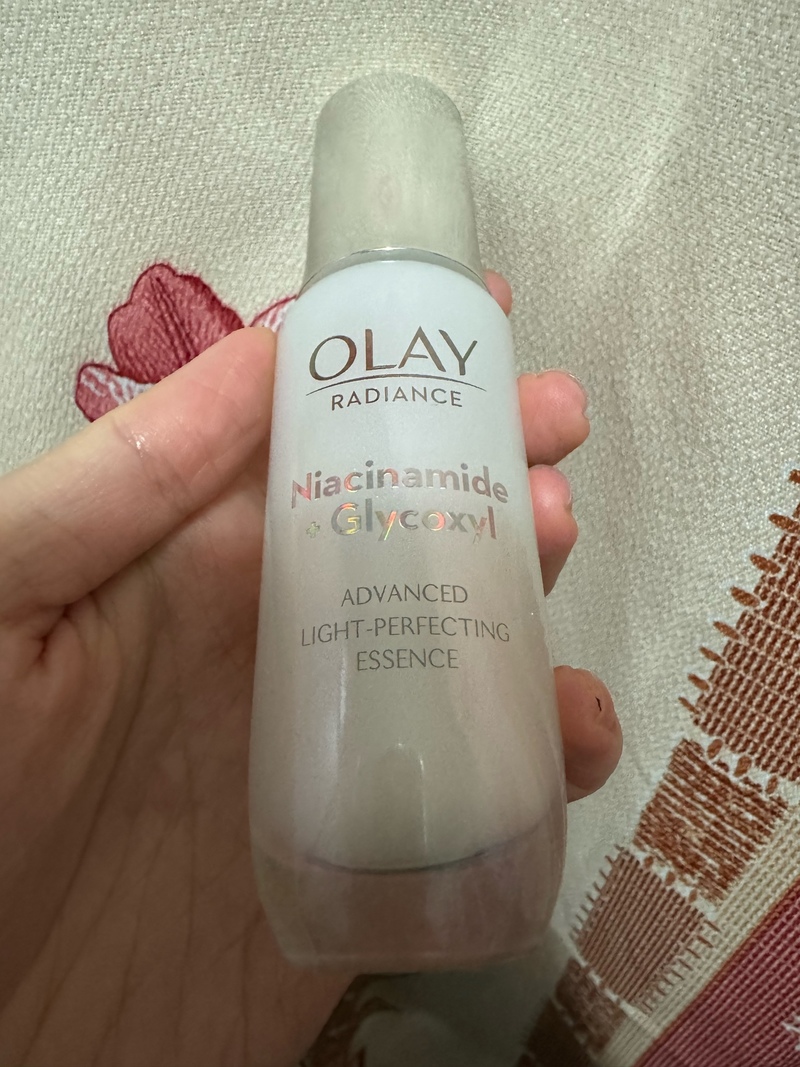 OLAY
RADIANCE
Niacinamide
+ Glycoxyl
ADVANCED
LIGHT-PERFECTING
ESSENCE